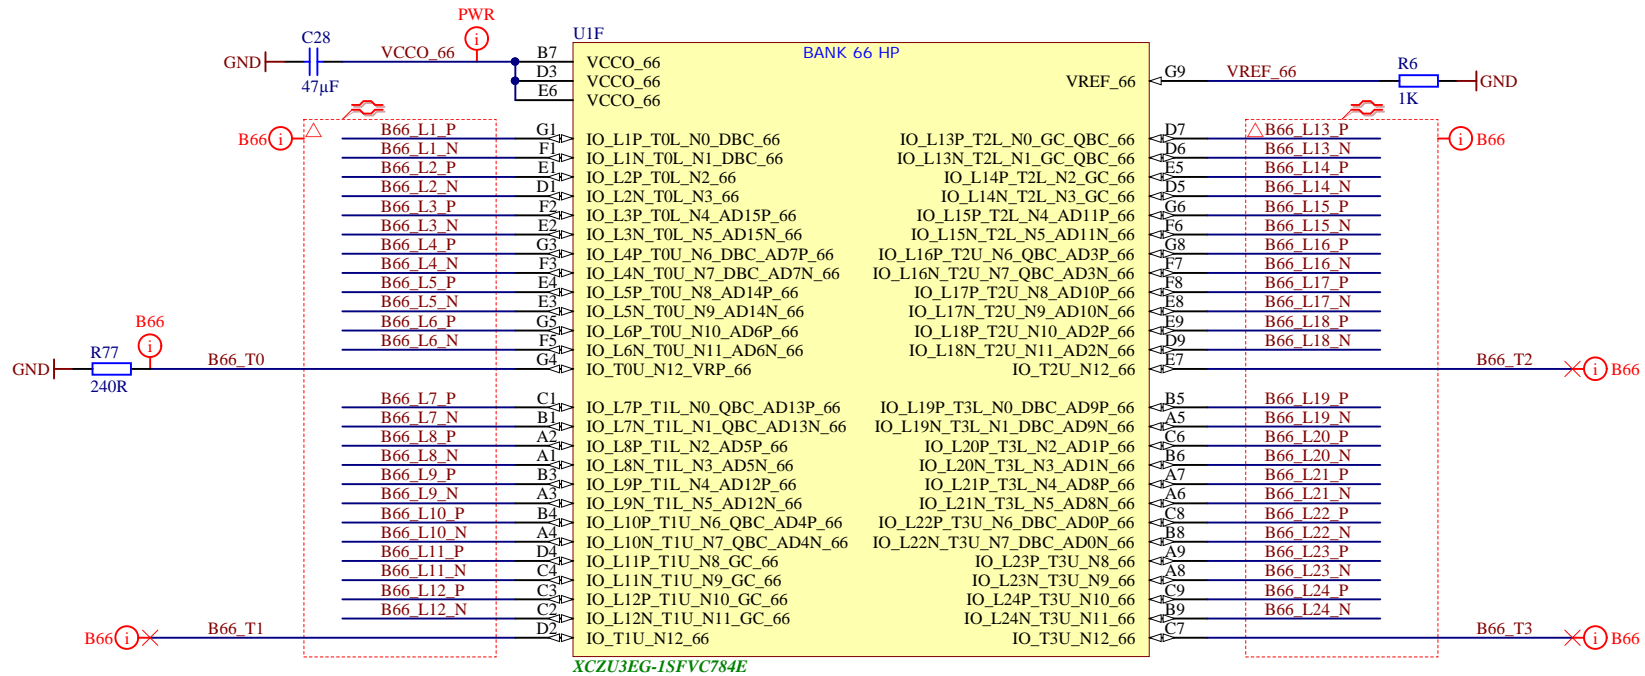 PWR
C28
GND
VCCO_66
47µF
U1F
BANK 66 HP
B7 VCCO_66
D3 VCCO_66
E6 VCCO_66
VREF_66 G9 VREF_66
R6
1K
GND
B66
B66_L1_P G1 IO_L1P_T0L_N0_DBC_66
B66_L1_N F1 IO_L1N_T0L_N1_DBC_66
B66_L2_P E1 IO_L2P_T0L_N2_66
B66_L2_N D1 IO_L2N_T0L_N3_66
B66_L3_P F2 IO_L3P_T0L_N4_AD15P_66
B66_L3_N E2 IO_L3N_T0L_N5_AD15N_66
B66_L4_P G3 IO_L4P_T0U_N6_DBC_AD7P_66
B66_L4_N F3 IO_L4N_T0U_N7_DBC_AD7N_66
B66_L5_P E4 IO_L5P_T0U_N8_AD14P_66
B66_L5_N E3 IO_L5N_T0U_N9_AD14N_66
B66_L6_P G5 IO_L6P_T0U_N10_AD6P_66
B66_L6_N F5 IO_L6N_T0U_N11_AD6N_66
B66
R77
GND
240R
B66_T0 G4 IO_T0U_N12_VRP_66
B66_L7_P C1 IO_L7P_T1L_N0_QBC_AD13P_66
B66_L7_N B1 IO_L7N_T1L_N1_QBC_AD13N_66
B66_L8_P A2 IO_L8P_T1L_N2_AD5P_66
B66_L8_N A1 IO_L8N_T1L_N3_AD5N_66
B66_L9_P B3 IO_L9P_T1L_N4_AD12P_66
B66_L9_N A3 IO_L9N_T1L_N5_AD12N_66
B66_L10_P B4 IO_L10P_T1U_N6_QBC_AD4P_66
B66_L10_N A4 IO_L10N_T1U_N7_QBC_AD4N_66
B66_L11_P D4 IO_L11P_T1U_N8_GC_66
B66_L11_N C4 IO_L11N_T1U_N9_GC_66
B66_L12_P C3 IO_L12P_T1U_N10_GC_66
B66_L12_N C2 IO_L12N_T1U_N11_GC_66
B66 B66_T1 D2 IO_T1U_N12_66
IO_L13P_T2L_N0_GC_QBC_66 D7 B66_L13_P
B66
IO_L13N_T2L_N1_GC_QBC_66 D6 B66_L13_N
IO_L14P_T2L_N2_GC_66 E5 B66_L14_P
IO_L14N_T2L_N3_GC_66 D5 B66_L14_N
IO_L15P_T2L_N4_AD11P_66 G6 B66_L15_P
IO_L15N_T2L_N5_AD11N_66 F6 B66_L15_N
IO_L16P_T2U_N6_QBC_AD3P_66 G8 B66_L16_P
IO_L16N_T2U_N7_QBC_AD3N_66 F7 B66_L16_N
IO_L17P_T2U_N8_AD10P_66 F8 B66_L17_P
IO_L17N_T2U_N9_AD10N_66 E8 B66_L17_N
IO_L18P_T2U_N10_AD2P_66 E9 B66_L18_P
IO_L18N_T2U_N11_AD2N_66 D9 B66_L18_N
IO_T2U_N12_66 E7 B66_T2 B66
IO_L19P_T3L_N0_DBC_AD9P_66 B5 B66_L19_P
IO_L19N_T3L_N1_DBC_AD9N_66 A5 B66_L19_N
IO_L20P_T3L_N2_AD1P_66 C6 B66_L20_P
IO_L20N_T3L_N3_AD1N_66 B6 B66_L20_N
IO_L21P_T3L_N4_AD8P_66 A7 B66_L21_P
IO_L21N_T3L_N5_AD8N_66 A6 B66_L21_N
IO_L22P_T3U_N6_DBC_AD0P_66 C8 B66_L22_P
IO_L22N_T3U_N7_DBC_AD0N_66 B8 B66_L22_N
IO_L23P_T3U_N8_66 A9 B66_L23_P
IO_L23N_T3U_N9_66 A8 B66_L23_N
IO_L24P_T3U_N10_66 C9 B66_L24_P
IO_L24N_T3U_N11_66 B9 B66_L24_N
IO_T3U_N12_66 C7 B66_T3 B66
XCZU3EG-1SFVC784E